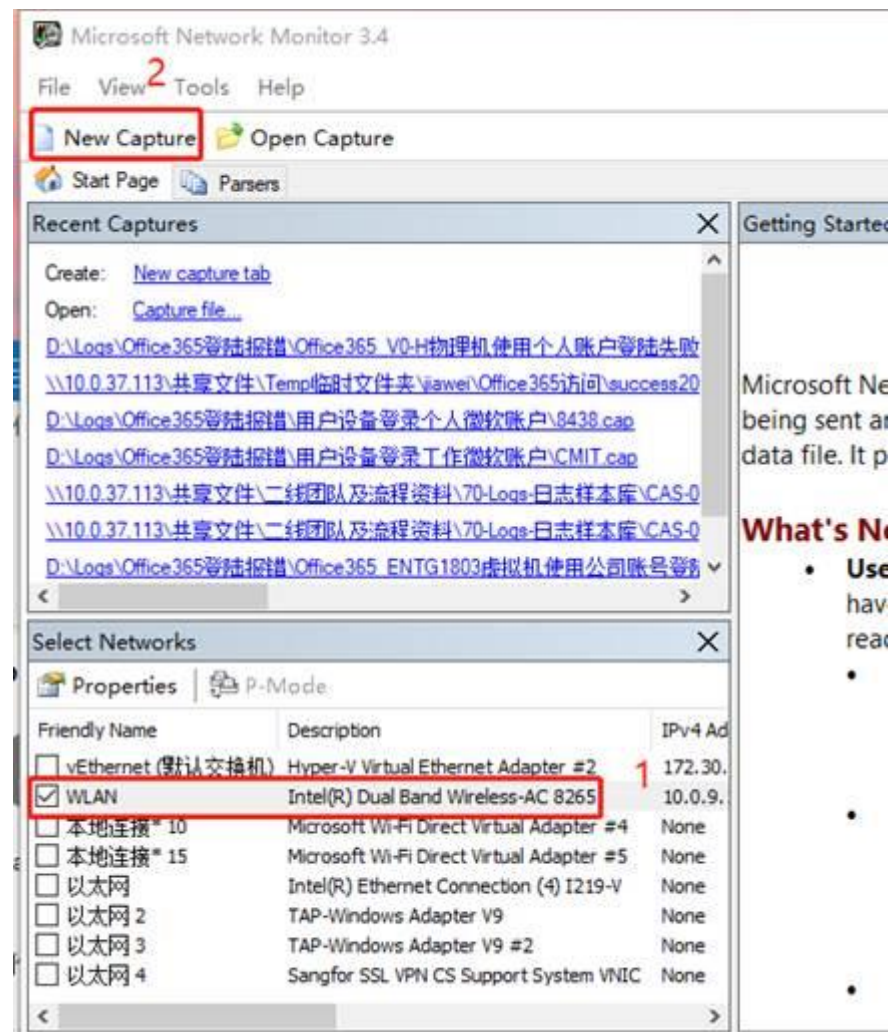 Microsoft Network Monitor 3.4
File View 2 Tools Help
New Capture Open Capture
Start Page Parsers
Recent Captures
Create: New capture tab
Open: Capture file...
D:\Logs\Office365登陆报错\Office365_V0-H物理机使用个人账户登陆失败
\\10.0.37.113\共享文件\Temp临时文件夹\jiawei\Office365访问\success20
D:\Logs\Office365登陆报错\用户设备登录个人微软账户\8438.cap
D:\Logs\Office365登陆报错\用户设备登录工作微软账户\CMIT.cap
\\10.0.37.113\共享文件\二线团队及流程资料\70-Logs-日志样本库\CAS-0
\\10.0.37.113\共享文件\二线团队及流程资料\70-Logs-日志样本库\CAS-0
D:\Logs\Office365登陆报错\Office365_ENTG1803虚拟机使用公司账号登陆
Getting Started
Microsoft Ne
being sent an
data file. It p
What's Ne
Use
have
read
Select Networks
Properties P-Mode
Friendly Name Description IPv4 Ad
vEthernet (默认交换机) Hyper-V Virtual Ethernet Adapter #2 1 172.30.
WLAN Intel(R) Dual Band Wireless-AC 8265 10.0.9.
本地连接* 10 Microsoft Wi-Fi Direct Virtual Adapter #4 None
本地连接* 15 Microsoft Wi-Fi Direct Virtual Adapter #5 None
以太网 Intel(R) Ethernet Connection (4) I219-V None
以太网 2 TAP-Windows Adapter V9 None
以太网 3 TAP-Windows Adapter V9 #2 None
以太网 4 Sangfor SSL VPN CS Support System VNIC None